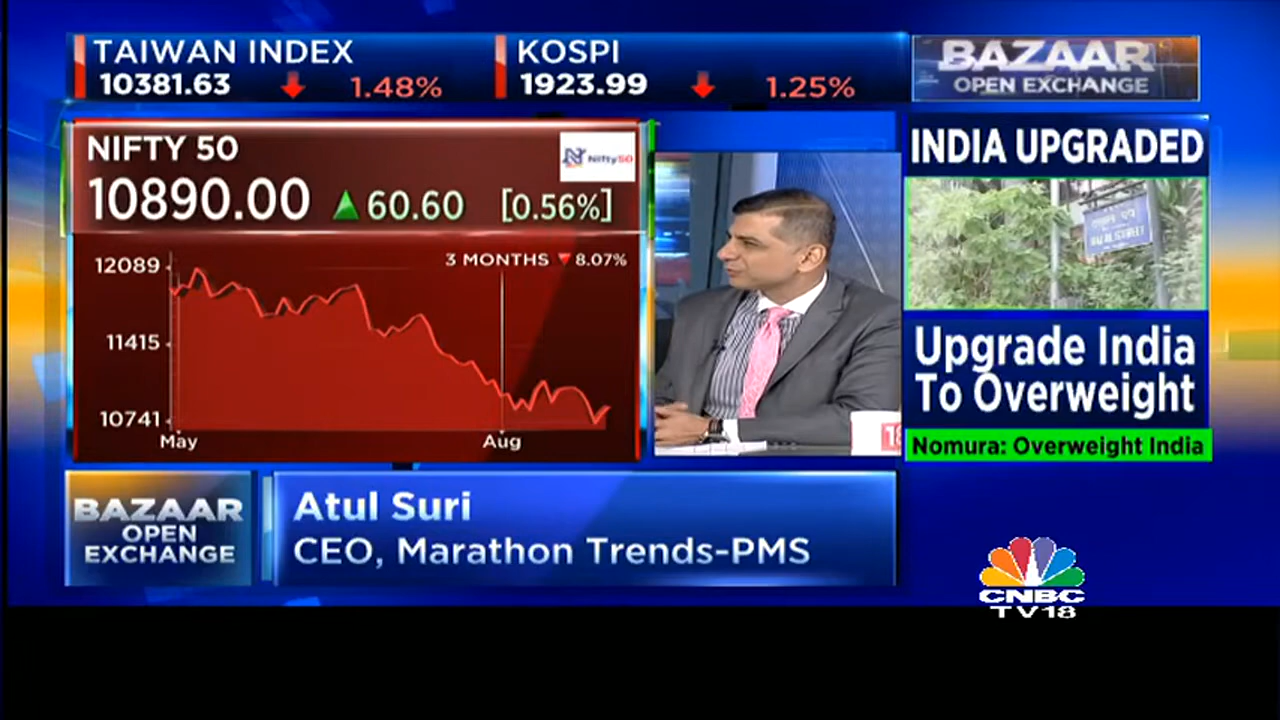 TAIWAN INDEX
10381.63 1.48%
KOSPI
1923.99 1.25%
BAZAAR
OPEN EXCHANGE
NIFTY 50
10890.00 ▲ 60.60 [0.56%]
Nifty50
3 MONTHS ▼ 8.07%
12089
11415
10741
May Aug
INDIA UPGRADED
Upgrade India
To Overweight
Nomura: Overweight India
BAZAAR
OPEN
EXCHANGE
Atul Suri
CEO, Marathon Trends-PMS
CNBC
TV18